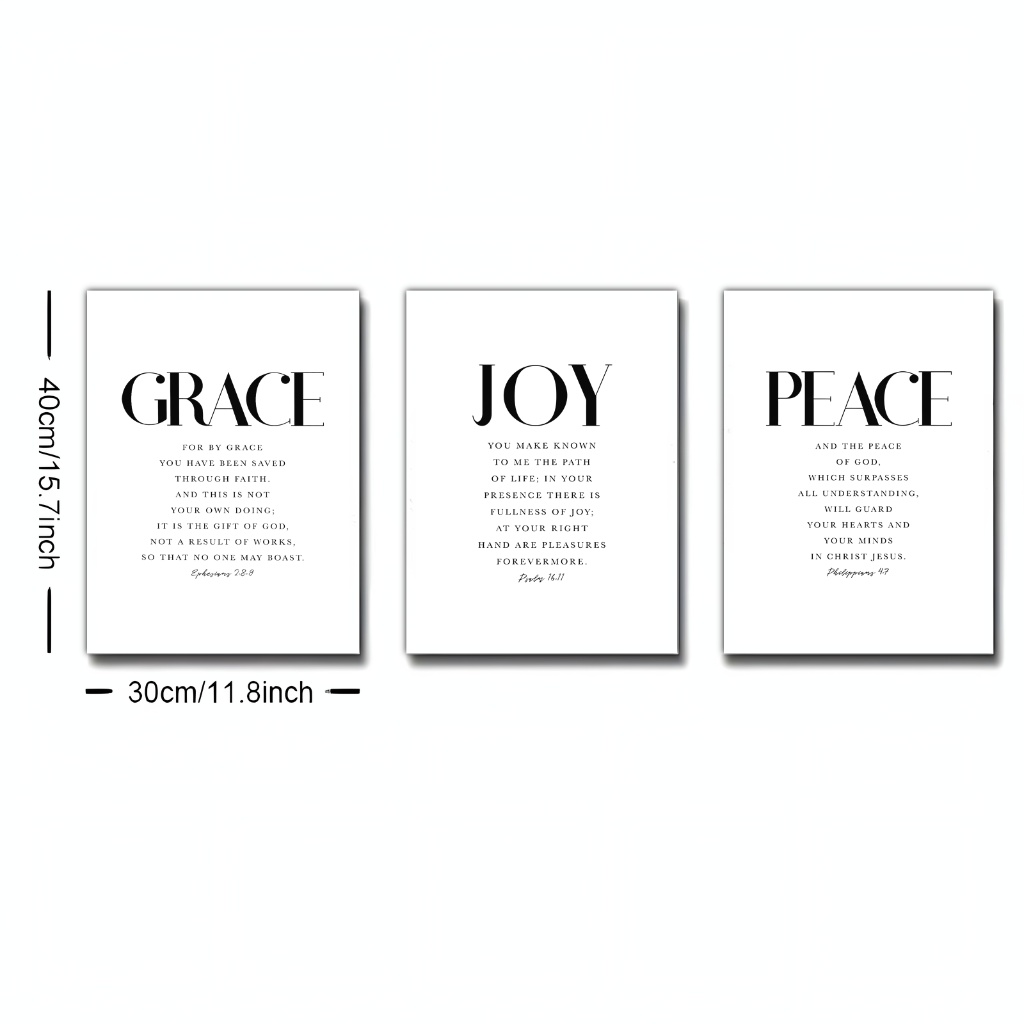 40cm/15.7inch
GRACE
FOR BY GRACE
YOU HAVE BEEN SAVED
THROUGH FAITH.
AND THIS IS NOT
YOUR OWN DOING;
IT IS THE GIFT OF GOD,
NOT A RESULT OF WORKS,
SO THAT NO ONE MAY BOAST.
Ephesians 2:8-9
30cm/11.8inch
JOY
YOU MAKE KNOWN
TO ME THE PATH
OF LIFE; IN YOUR
PRESENCE THERE IS
FULLNESS OF JOY;
AT YOUR RIGHT
HAND ARE PLEASURES
FOREVERMORE.
Psalm 16:11
PEACE
AND THE PEACE
OF GOD,
WHICH SURPASSES
ALL UNDERSTANDING,
WILL GUARD
YOUR HEARTS AND
YOUR MINDS
IN CHRIST JESUS.
Philippians 4:7